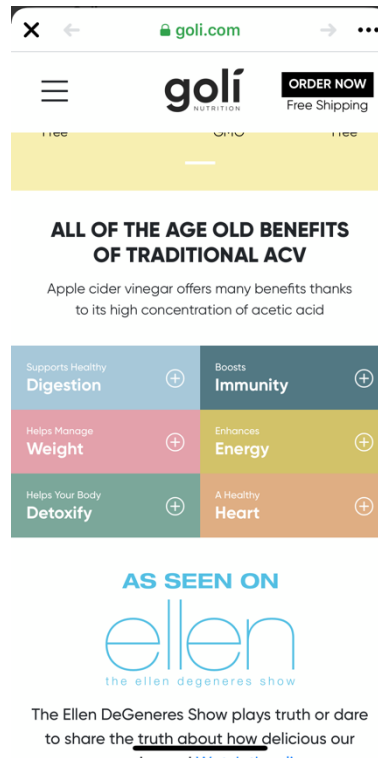 goli.com
golí
NUTRITION
ORDER NOW
Free Shipping
Free GMO Free
ALL OF THE AGE OLD BENEFITS
OF TRADITIONAL ACV
Apple cider vinegar offers many benefits thanks
to its high concentration of acetic acid
Supports Healthy
Digestion
Boosts
Immunity
Helps Manage
Weight
Enhances
Energy
Helps Your Body
Detoxify
A Healthy
Heart
AS SEEN ON
ellen
the ellen degeneres show
The Ellen DeGeneres Show plays truth or dare
to share the truth about how delicious our